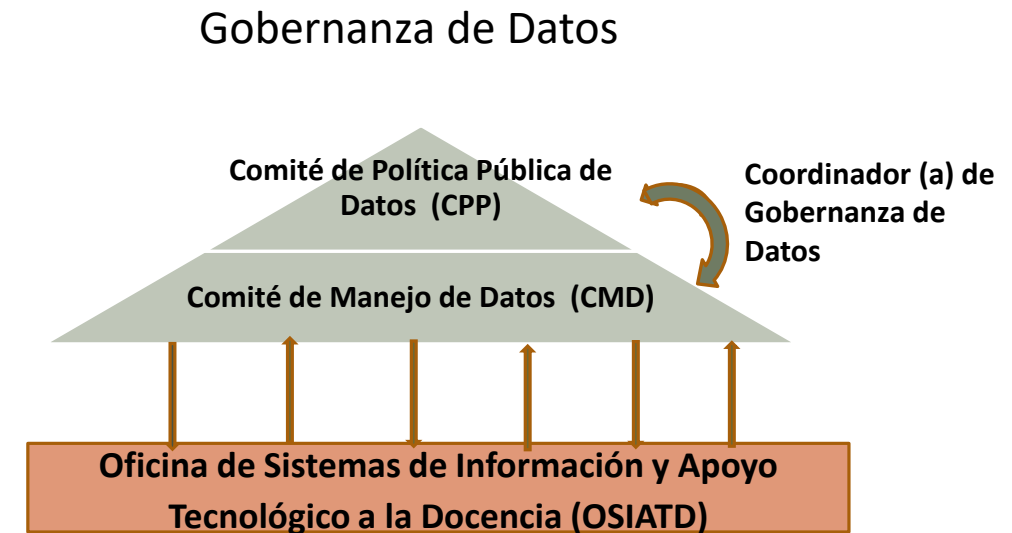 Gobernanza de Datos
Comité de Política Pública de
Datos (CPP)
Coordinador (a) de
Gobernanza de
Datos
Comité de Manejo de Datos (CMD)
Oficina de Sistemas de Información y Apoyo
Tecnológico a la Docencia (OSIATD)